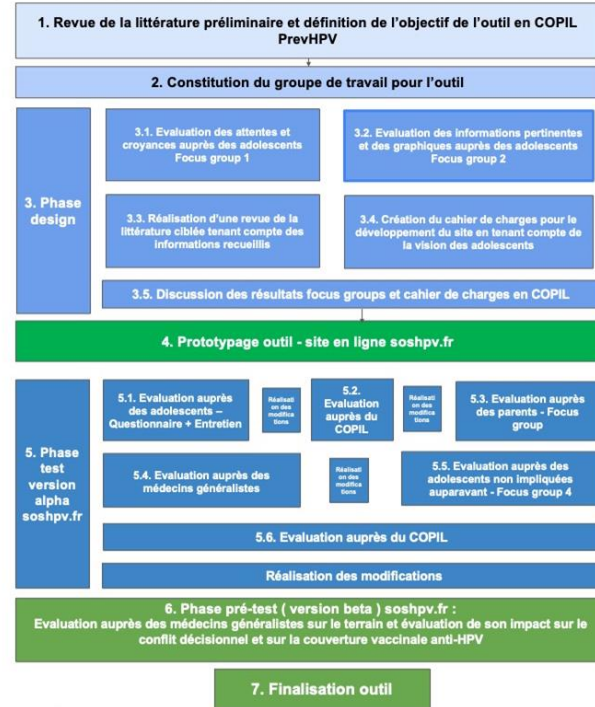 1. Revue de la littérature préliminaire et définition de l'objectif de l'outil en COPIL
PrevHPV
2. Constitution du groupe de travail pour l'outil
3. Phase
design
3.1. Evaluation des attentes et
croyances auprès des adolescents
Focus group 1
3.2. Evaluation des informations pertinentes
et des graphiques auprès des adolescents
Focus group 2
3.3. Réalisation d'une revue de la
littérature ciblée tenant compte des
informations recueillis
3.4. Création du cahier de charges pour le
développement du site en tenant compte de
la vision des adolescents
3.5. Discussion des résultats focus groups et cahier de charges en COPIL
4. Prototypage outil - site en ligne soshpv.fr
5. Phase
test
version
alpha
soshpv.fr
5.1. Evaluation auprès
des adolescents –
Questionnaire + Entretien
Réalisati
on des
modifica
tions
5.2.
Evaluation
auprès du
COPIL
Réalisati
on des
modifica
tions
5.3. Evaluation auprès
des parents - Focus
group
5.4. Evaluation auprès des
médecins généralistes
Réalisati
on des
modifica
tions
5.5. Evaluation auprès des
adolescents non impliquées
auparavant - Focus group 4
5.6. Evaluation auprès du COPIL
Réalisation des modifications
6. Phase pré-test ( version beta ) soshpv.fr :
Evaluation auprès des médecins généralistes sur le terrain et évaluation de son impact sur le
conflit décisionnel et sur la couverture vaccinale anti-HPV
7. Finalisation outil